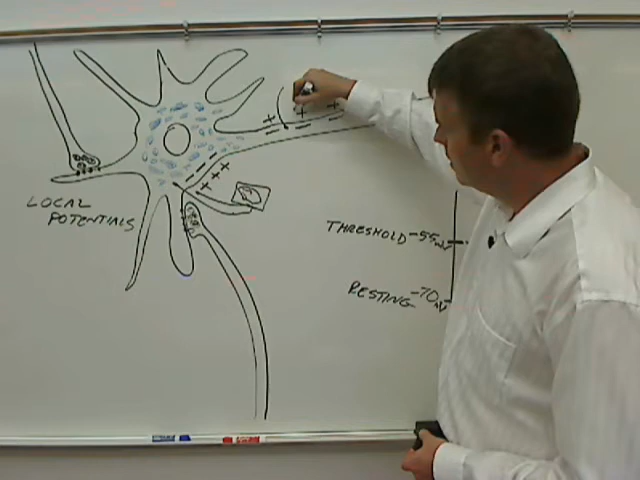 LOCAL
POTENTIALS
THRESHOLD -55mV
RESTING -70mV